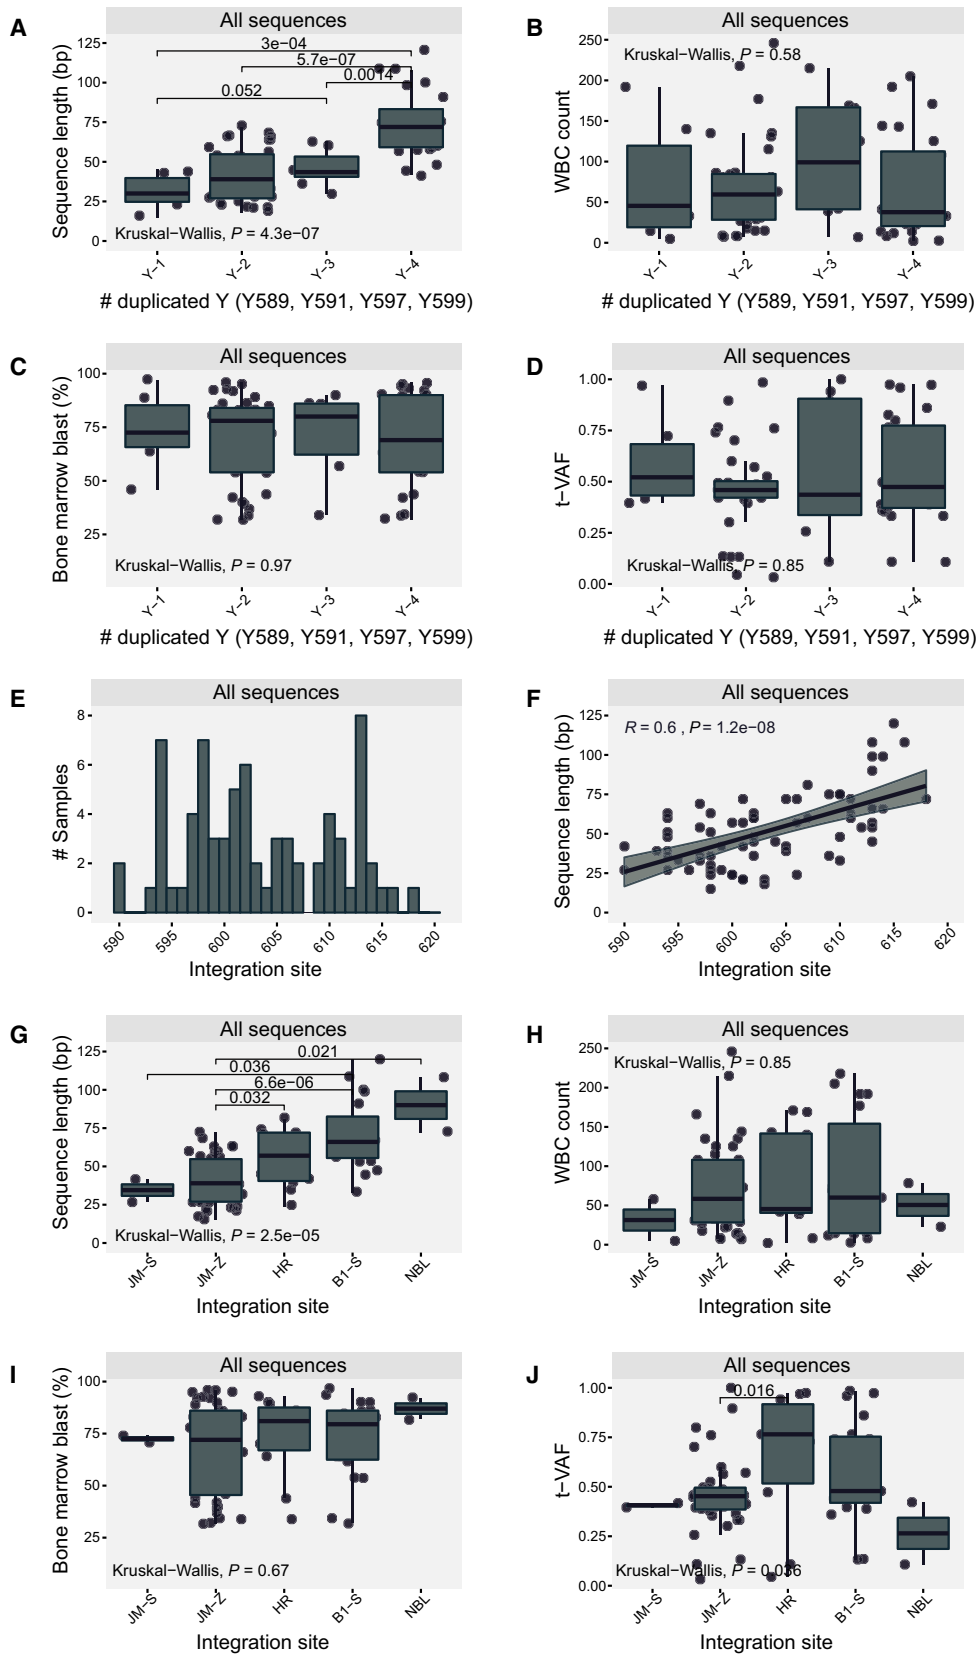 A
All sequences
Sequence length (bp)
125
100
75
50
25
0
3e−04
5.7e−07
0.0014
0.052
Kruskal−Wallis, P = 4.3e−07
Y−1
Y−2
Y−3
Y−4
# duplicated Y (Y589, Y591, Y597, Y599)
B
All sequences
WBC count
250
200
150
100
50
0
Kruskal−Wallis, P = 0.58
Y−1
Y−2
Y−3
Y−4
# duplicated Y (Y589, Y591, Y597, Y599)
C
All sequences
Bone marrow blast (%)
100
75
50
25
Kruskal−Wallis, P = 0.97
Y−1
Y−2
Y−3
Y−4
# duplicated Y (Y589, Y591, Y597, Y599)
D
All sequences
t−VAF
1.00
0.75
0.50
0.25
0.00
Kruskal−Wallis, P = 0.85
Y−1
Y−2
Y−3
Y−4
# duplicated Y (Y589, Y591, Y597, Y599)
E
All sequences
# Samples
8
6
4
2
0
590
595
600
605
610
615
620
Integration site
F
All sequences
Sequence length (bp)
125
100
75
50
25
0
R = 0.6 , P = 1.2e−08
590
595
600
605
610
615
620
Integration site
G
All sequences
Sequence length (bp)
125
100
75
50
25
0
0.021
0.036
6.6e−06
0.032
Kruskal−Wallis, P = 2.5e−05
JM−S
JM−Z
HR
B1−S
NBL
Integration site
H
All sequences
WBC count
250
200
150
100
50
0
Kruskal−Wallis, P = 0.85
JM−S
JM−Z
HR
B1−S
NBL
Integration site
I
All sequences
Bone marrow blast (%)
100
75
50
25
Kruskal−Wallis, P = 0.67
JM−S
JM−Z
HR
B1−S
NBL
Integration site
J
All sequences
t−VAF
1.00
0.75
0.50
0.25
0.00
0.016
Kruskal−Wallis, P = 0.036
JM−S
JM−Z
HR
B1−S
NBL
Integration site